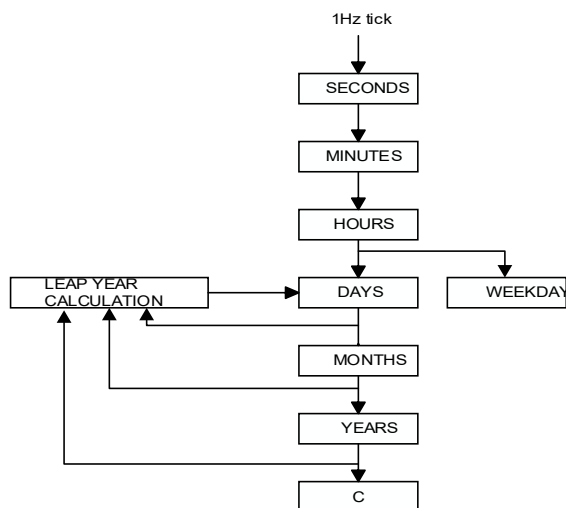 1Hz tick
SECONDS
MINUTES
HOURS
LEAP YEAR
CALCULATION
DAYS
WEEKDAY
MONTHS
YEARS
C